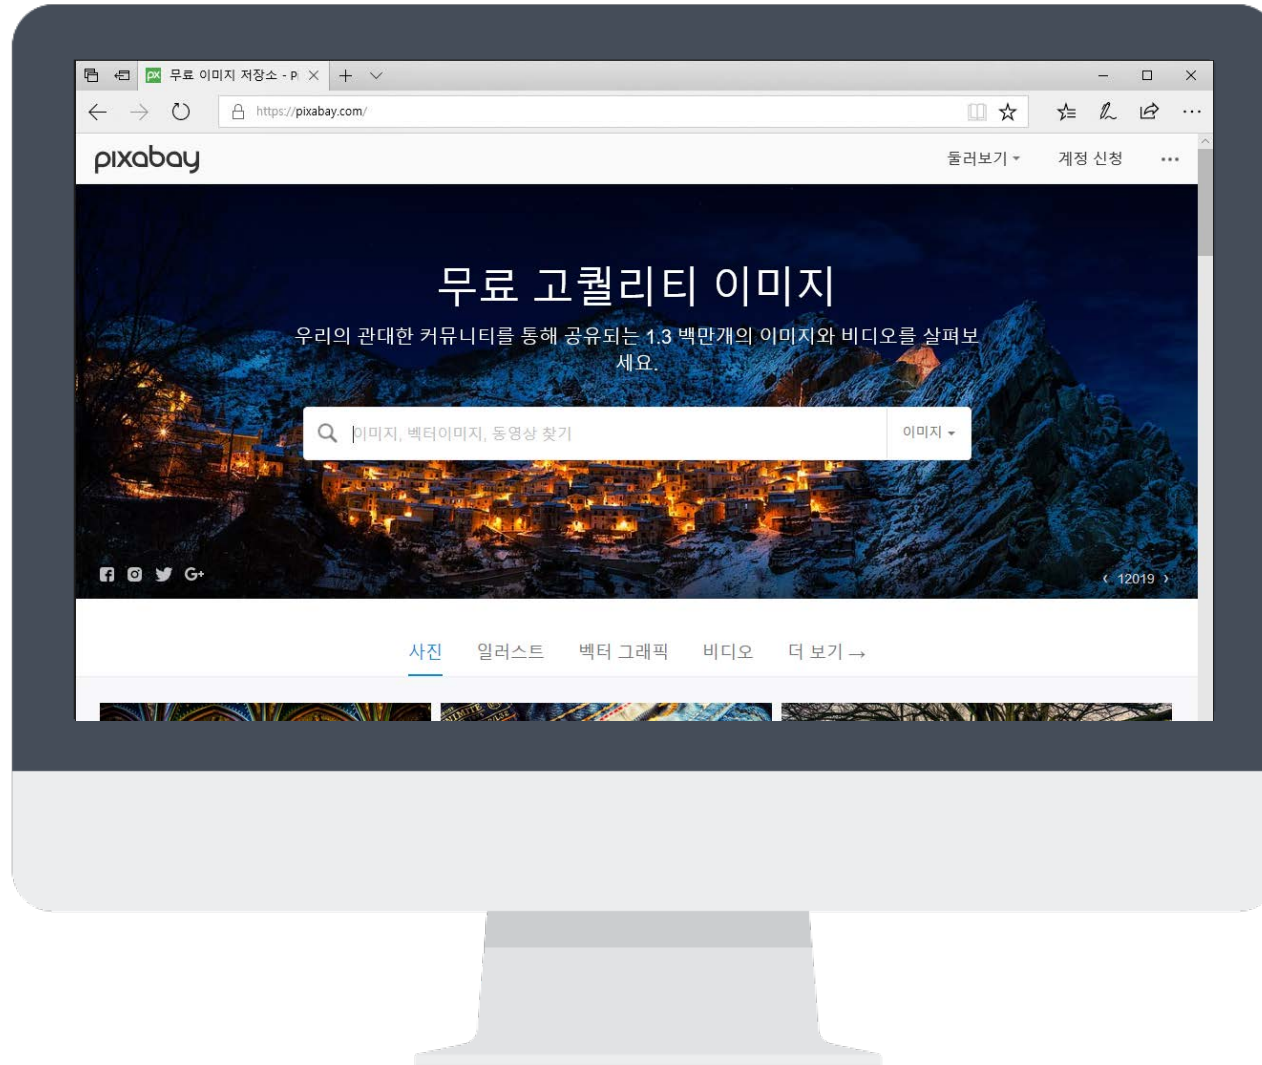 무료 이미지 저장소 - P
https://pixabay.com/
pixabay
둘러보기
계정 신청
무료 고퀄리티 이미지
우리의 관대한 커뮤니티를 통해 공유되는 1.3 백만개의 이미지와 비디오를 살펴보
세요.
이미지, 벡터이미지, 동영상 찾기
이미지
G+
12019
사진 일러스트 벡터 그래픽 비디오 더 보기 →